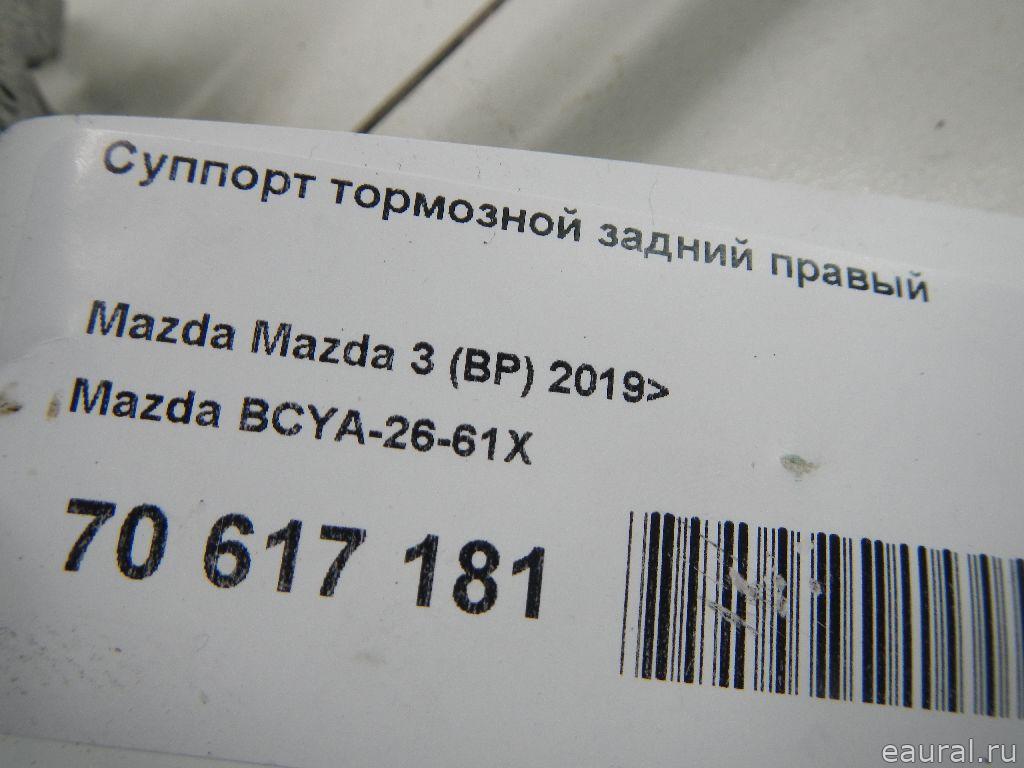 Суппорт тормозной задний правый
Mazda Mazda 3 (BP) 2019>
Mazda BCYA-26-61X
70 617 181
eaural.ru